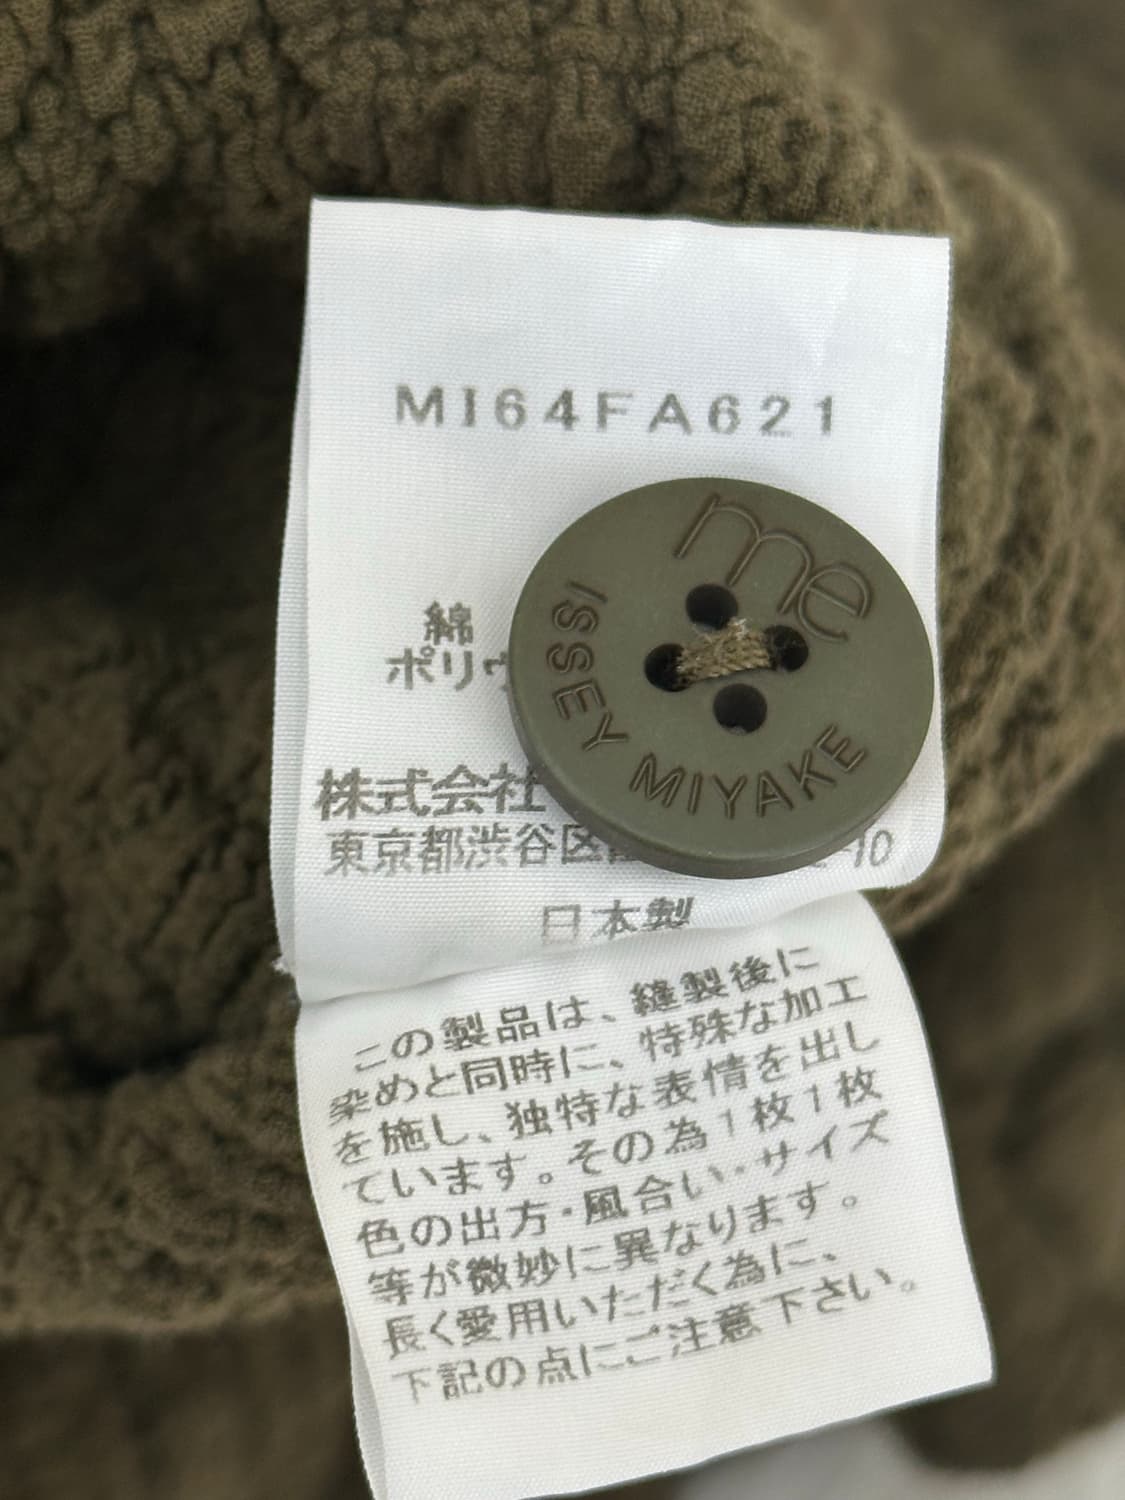 MI64FA621
me
ISSEY MIYAKE
綿
ポリウ
株式会社
東京都渋谷区 10
日本製
この製品は、縫製後に
染めと同時に、特殊な加工
を施し、独特な表情を出し
ています。その為1枚1枚
色の出方・風合い・サイズ
等が微妙に異なります。
長く愛用いただく為に、
下記の点にご注意下さい。